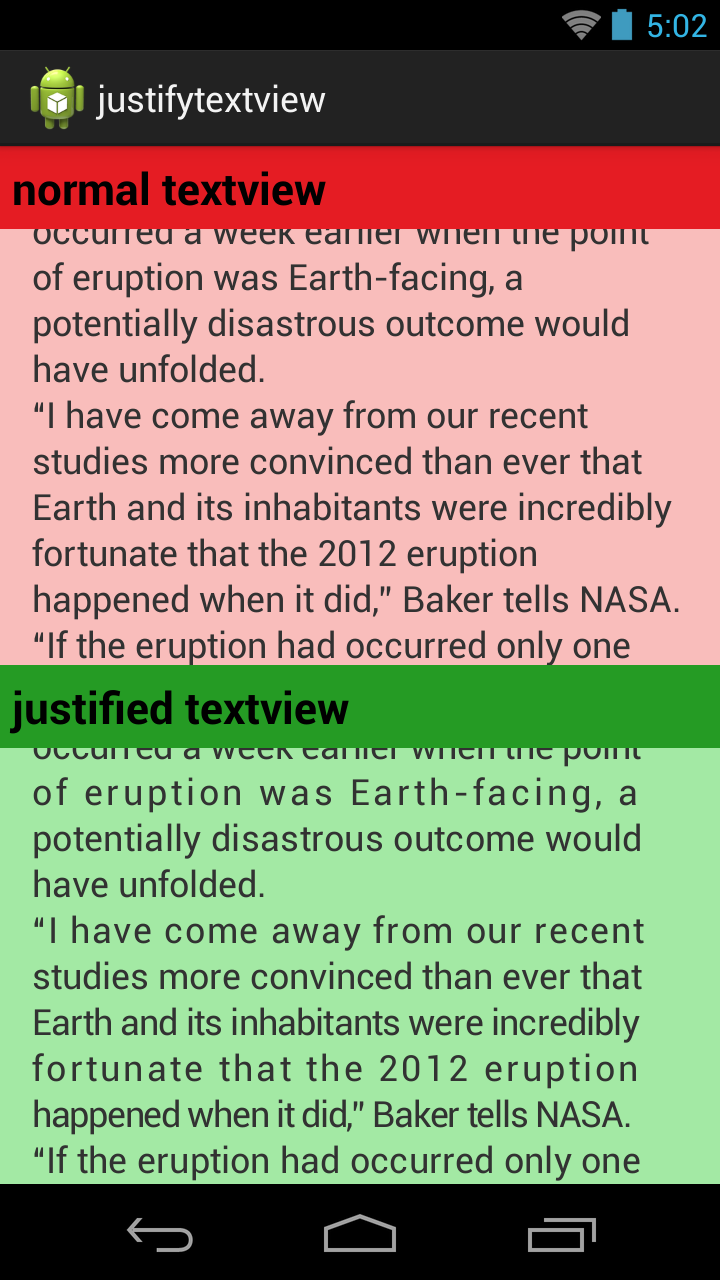 5:02
justifytextview
normal textview
occurred a week earlier when the point
of eruption was Earth-facing, a
potentially disastrous outcome would
have unfolded.
“I have come away from our recent
studies more convinced than ever that
Earth and its inhabitants were incredibly
fortunate that the 2012 eruption
happened when it did,” Baker tells NASA.
“If the eruption had occurred only one
justified textview
occurred a week earlier when the point
of eruption was Earth-facing, a
potentially disastrous outcome would
have unfolded.
“I have come away from our recent
studies more convinced than ever that
Earth and its inhabitants were incredibly
fortunate that the 2012 eruption
happened when it did,” Baker tells NASA.
“If the eruption had occurred only one